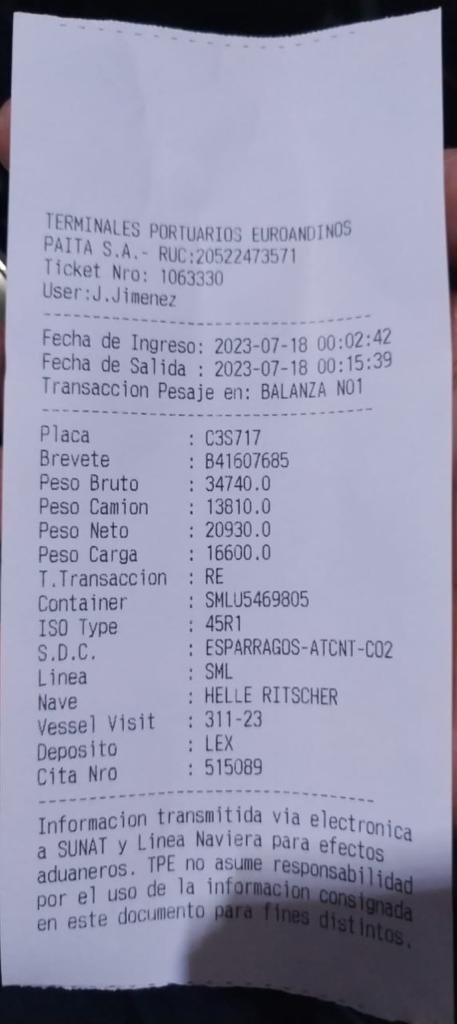 TERMINALES PORTUARIOS EUROANDINOS
PAITA S.A.- RUC:20522473571
Ticket Nro: 1063330
User:J.Jimenez
Fecha de Ingreso: 2023-07-18 00:02:42
Fecha de Salida : 2023-07-18 00:15:39
Transaccion Pesaje en: BALANZA N01
Placa : C3S717
Brevete : B41607685
Peso Bruto : 34740.0
Peso Camion : 13810.0
Peso Neto : 20930.0
Peso Carga : 16600.0
T.Transaccion : RE
Container : SMLU5469805
ISO Type : 45R1
S.D.C. : ESPARRAGOS-ATCNT-CO2
Linea : SML
Nave : HELLE RITSCHER
Vessel Visit : 311-23
Deposito : LEX
Cita Nro : 515089
Informacion transmitida via electronica
a SUNAT y Linea Naviera para efectos
aduaneros. TPE no asume responsabilidad
por el uso de la informacion consignada
en este documento para fines distintos.